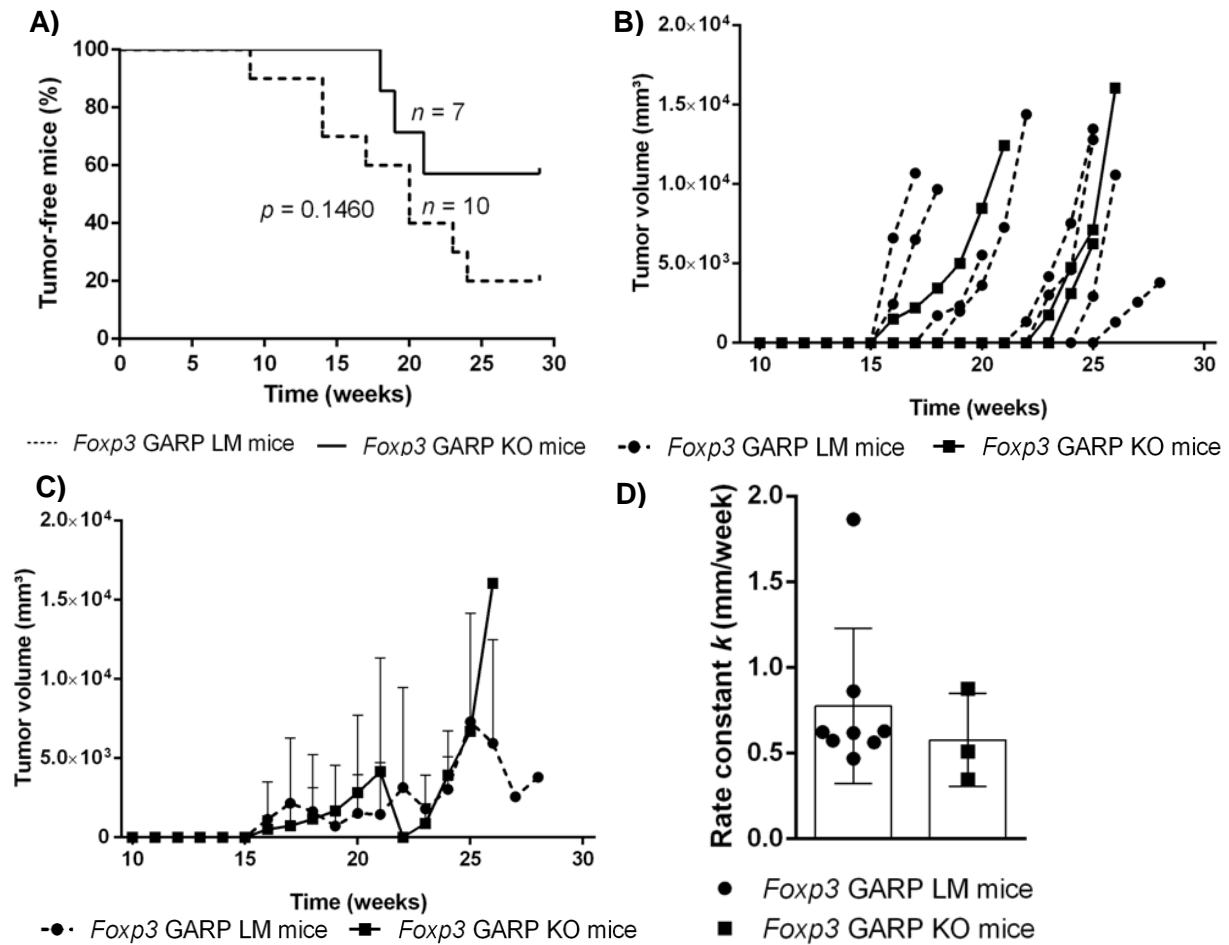 A)
100
80
60
40
20
0
Tumor-free mice (%)
n = 7
p = 0.1460
n = 10
0 5 10 15 20 25 30
Time (weeks)
Foxp3 GARP LM mice Foxp3 GARP KO mice
B)
2.0×10⁴
1.5×10⁴
1.0×10⁴
5.0×10³
0
Tumor volume (mm³)
10 15 20 25 30
Time (weeks)
Foxp3 GARP LM mice Foxp3 GARP KO mice
C)
2.0×10⁴
1.5×10⁴
1.0×10⁴
5.0×10³
0
Tumor volume (mm³)
10 15 20 25 30
Time (weeks)
Foxp3 GARP LM mice Foxp3 GARP KO mice
D)
2.0
1.5
1.0
0.5
0.0
Rate constant k (mm/week)
Foxp3 GARP LM mice
Foxp3 GARP KO mice